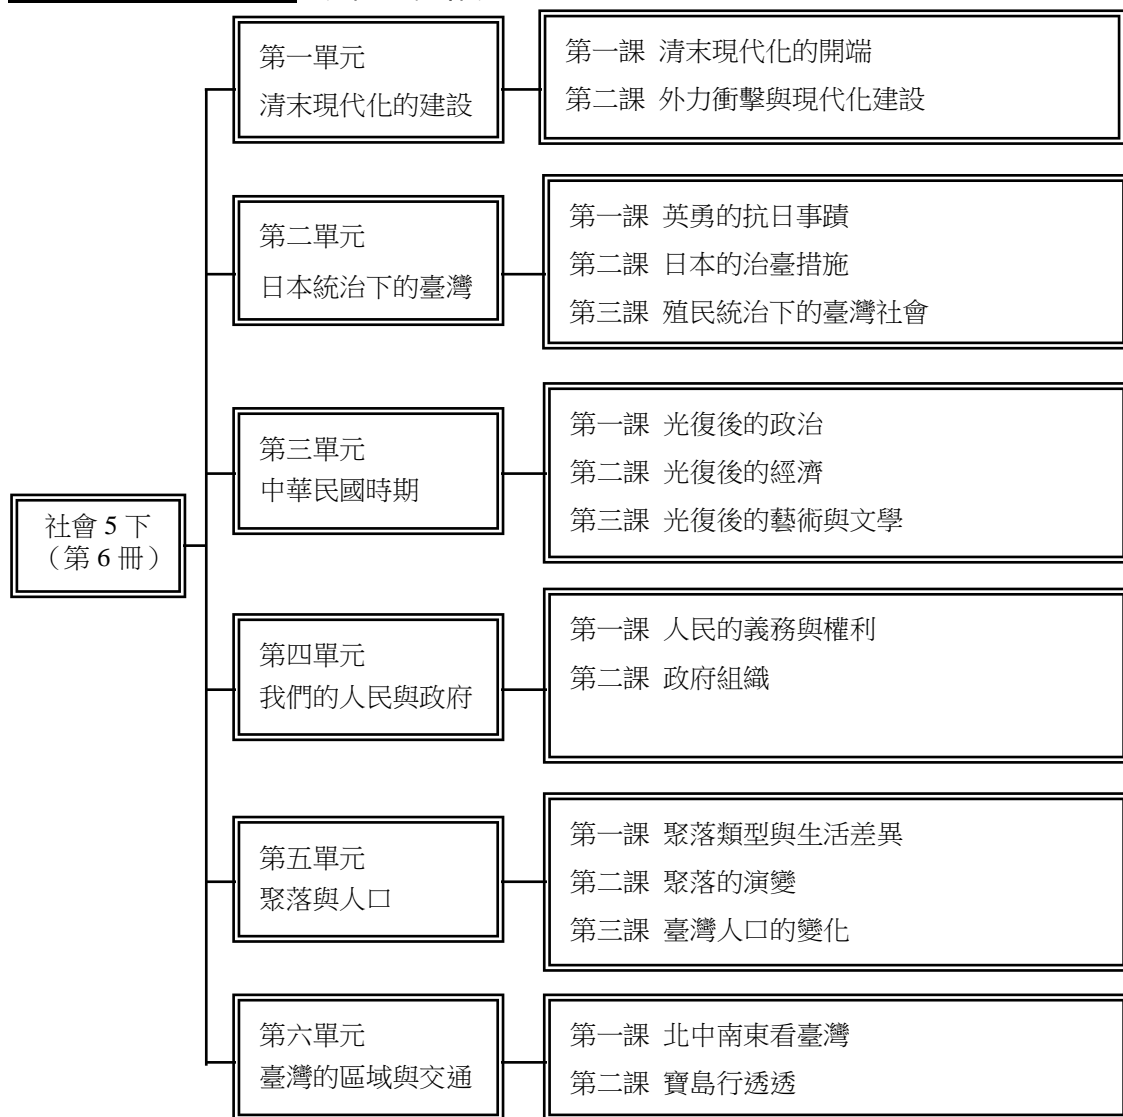 第一單元
清末現代化的建設
第一課 清末現代化的開端
第二課 外力衝擊與現代化建設
第二單元
日本統治下的臺灣
第一課 英勇的抗日事蹟
第二課 日本的治臺措施
第三課 殖民統治下的臺灣社會
第三單元
中華民國時期
第一課 光復後的政治
第二課 光復後的經濟
第三課 光復後的藝術與文學
社會 5 下
（第 6 冊）
第四單元
我們的人民與政府
第一課 人民的義務與權利
第二課 政府組織
第五單元
聚落與人口
第一課 聚落類型與生活差異
第二課 聚落的演變
第三課 臺灣人口的變化
第六單元
臺灣的區域與交通
第一課 北中南東看臺灣
第二課 寶島行透透